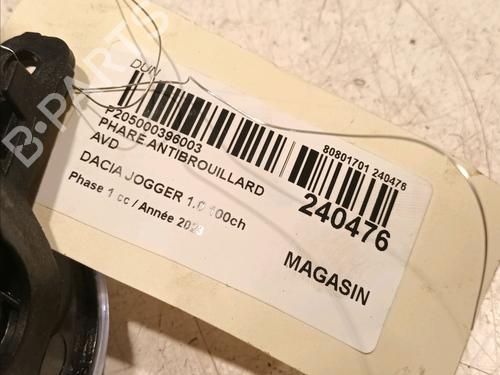 B-PARTS
DUN
P205000396003
PHARE ANTIBROUILLARD
AVD
DACIA JOGGER 1.0 100ch
Phase 1 cc / Année 2023
80801701 240476
240476
MAGASIN